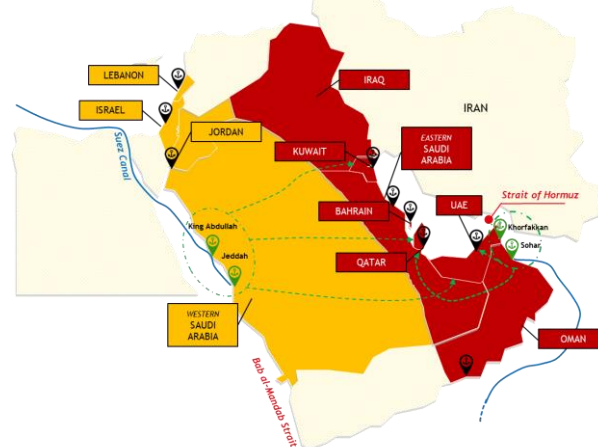 LEBANON
IRAQ
ISRAEL
IRAN
JORDAN
Suez Canal
KUWAIT
EASTERN
SAUDI
ARABIA
Strait of Hormuz
BAHRAIN
UAE
Khorfakkan
King Abdullah
Sohar
Jeddah
QATAR
WESTERN
SAUDI
ARABIA
OMAN
Bab al-Mandab Strait